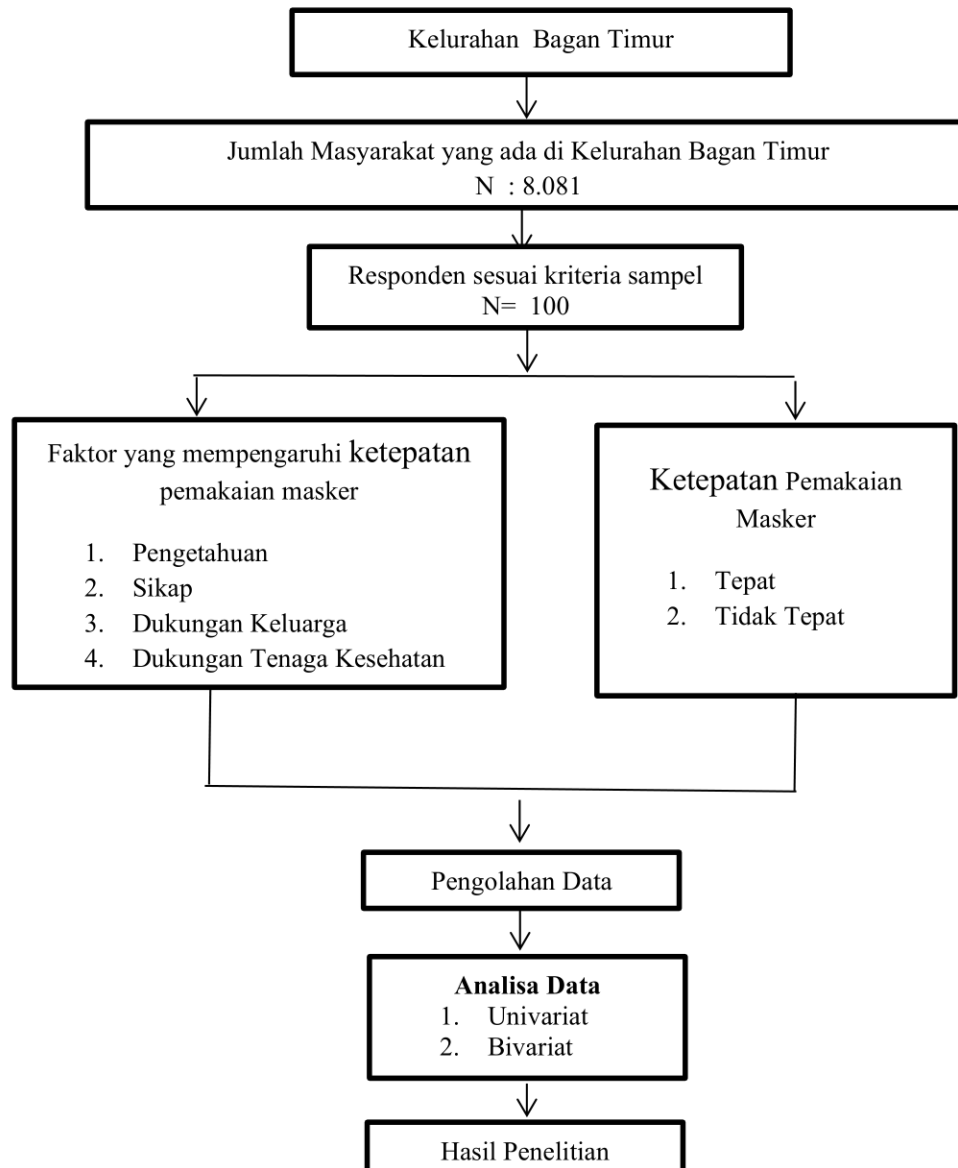 Kelurahan Bagan Timur
Jumlah Masyarakat yang ada di Kelurahan Bagan Timur
N : 8.081
Responden sesuai kriteria sampel
N= 100
Faktor yang mempengaruhi ketepatan
pemakaian masker
1. Pengetahuan
2. Sikap
3. Dukungan Keluarga
4. Dukungan Tenaga Kesehatan
Ketepatan Pemakaian
Masker
1. Tepat
2. Tidak Tepat
Pengolahan Data
Analisa Data
1. Univariat
2. Bivariat
Hasil Penelitian